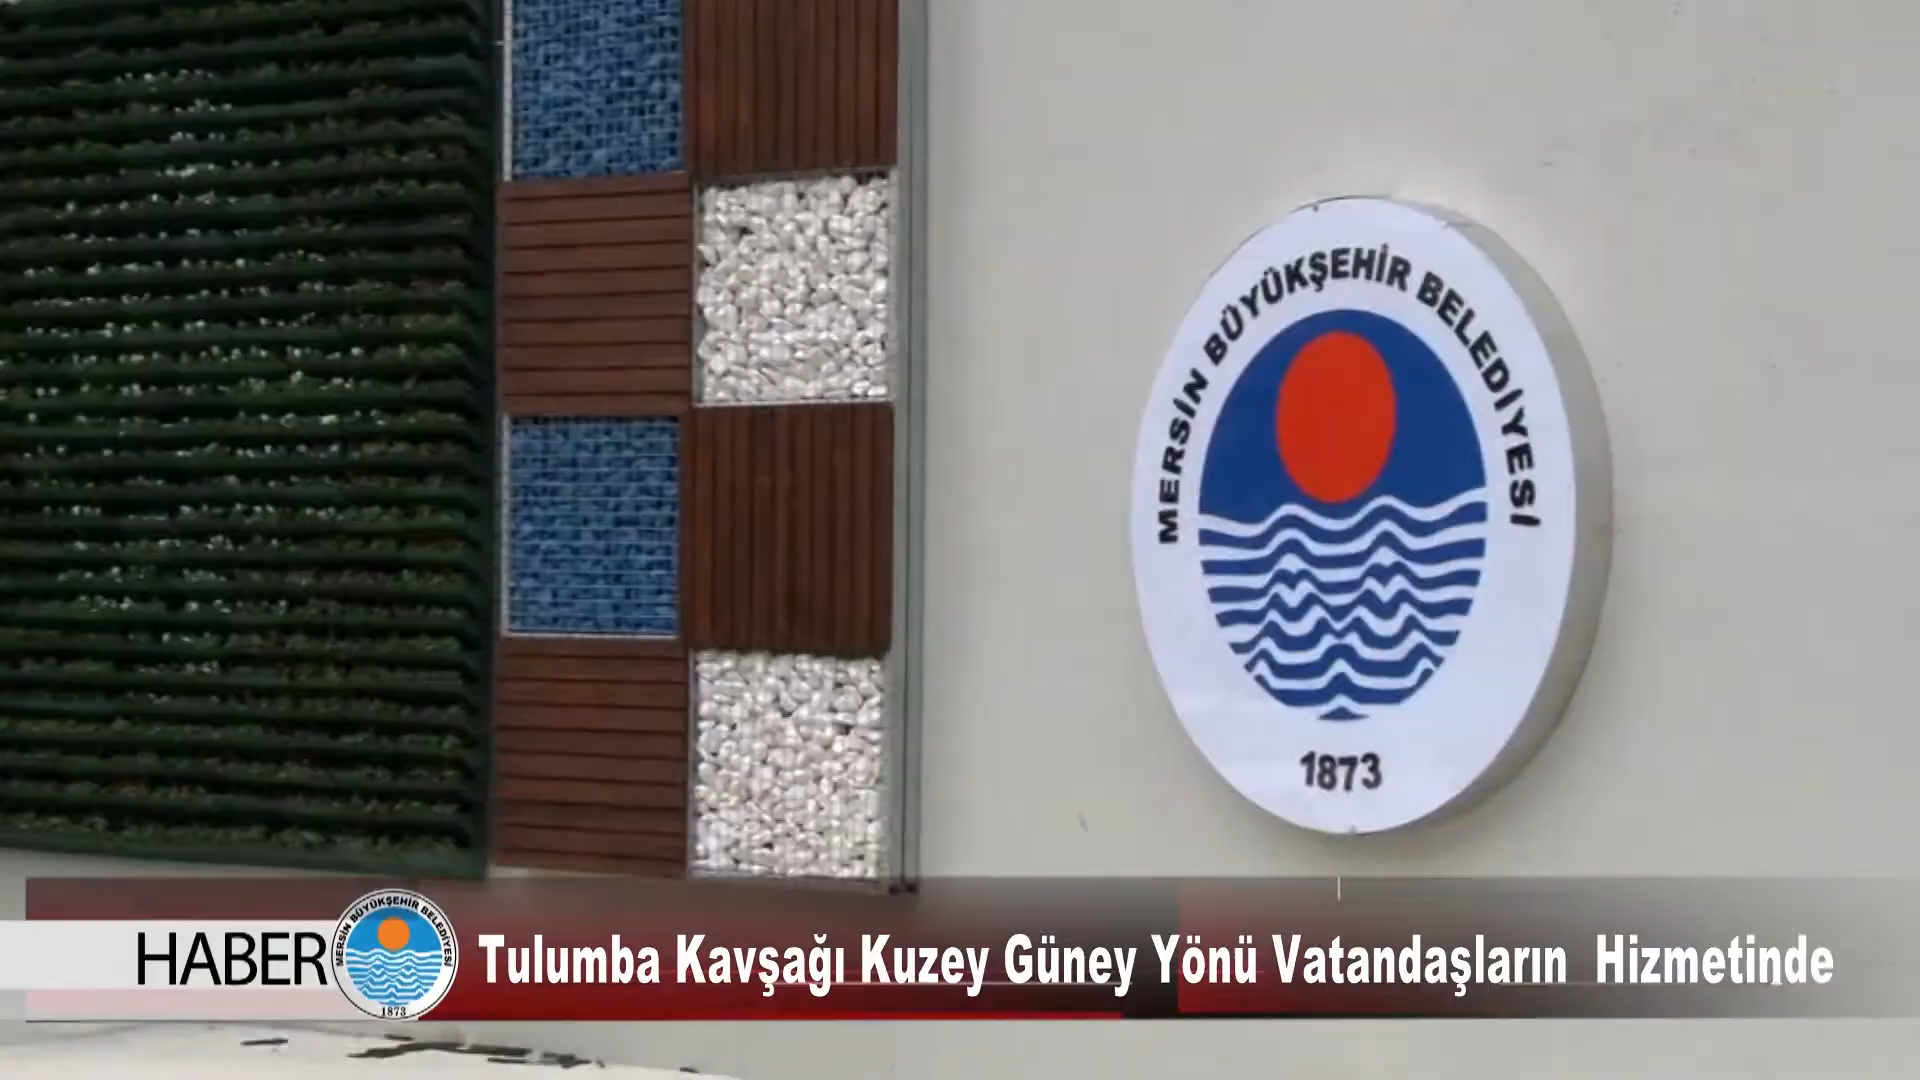 MERSİN BÜYÜKŞEHİR BELEDİYESİ
1873
HABER
MERSİN BÜYÜKŞEHİR BELEDİYESİ
1873
Tulumba Kavşağı Kuzey Güney Yönü Vatandaşların Hizmetinde